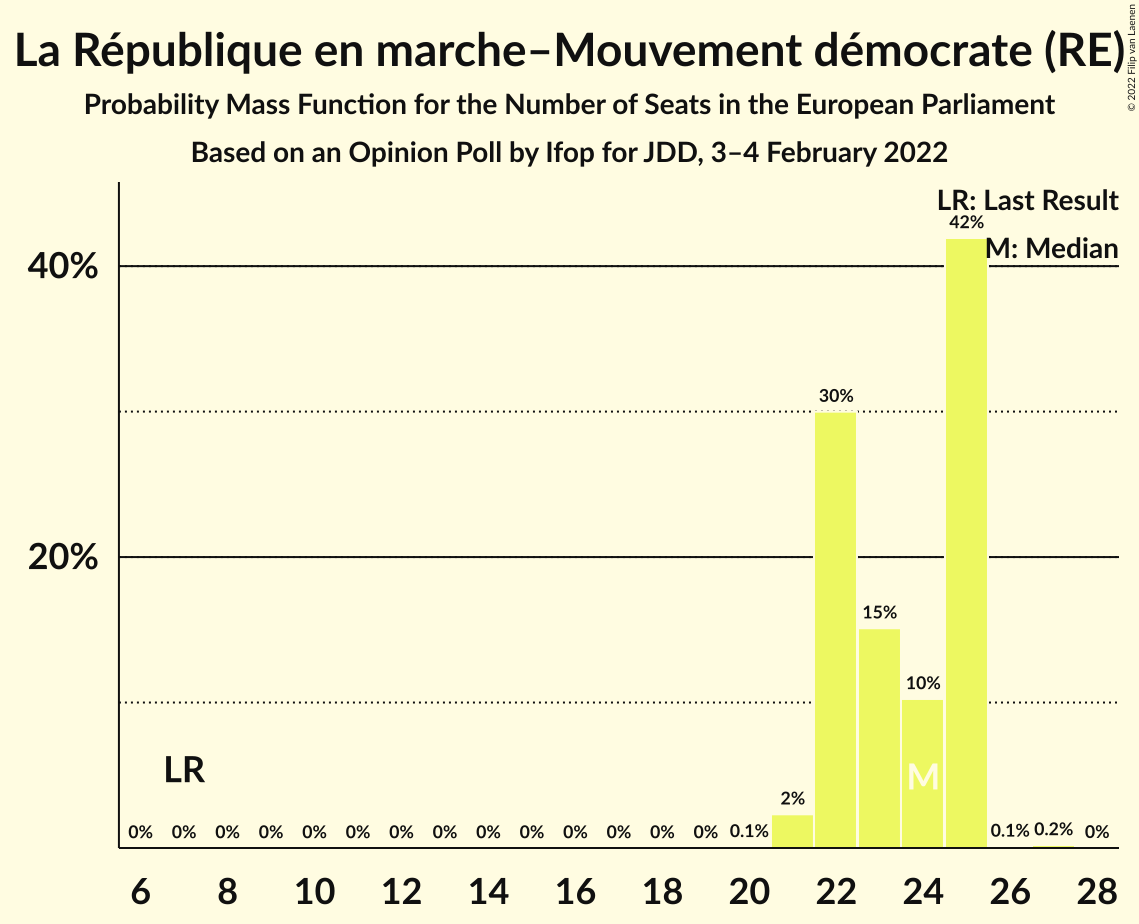 La République en marche–Mouvement démocrate (RE)
Probability Mass Function for the Number of Seats in the European Parliament
Based on an Opinion Poll by Ifop for JDD, 3–4 February 2022
© 2022 Filip van Laenen
LR: Last Result
M: Median
42%
40%
30%
20%
15%
10%
LR
M
2%
0% 0% 0% 0% 0% 0% 0% 0% 0% 0% 0% 0% 0% 0% 0.1% 0.1% 0.2% 0%
6 8 10 12 14 16 18 20 22 24 26 28